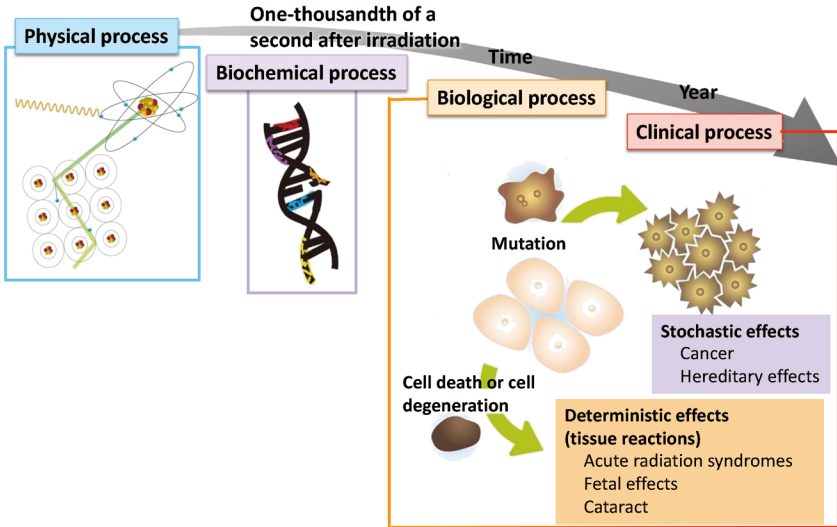 Physical process
One-thousandth of a
second after irradiation
Biochemical process
Time
Biological process
Year
Clinical process
Mutation
Stochastic effects
Cancer
Hereditary effects
Cell death or cell
degeneration
Deterministic effects
(tissue reactions)
Acute radiation syndromes
Fetal effects
Cataract